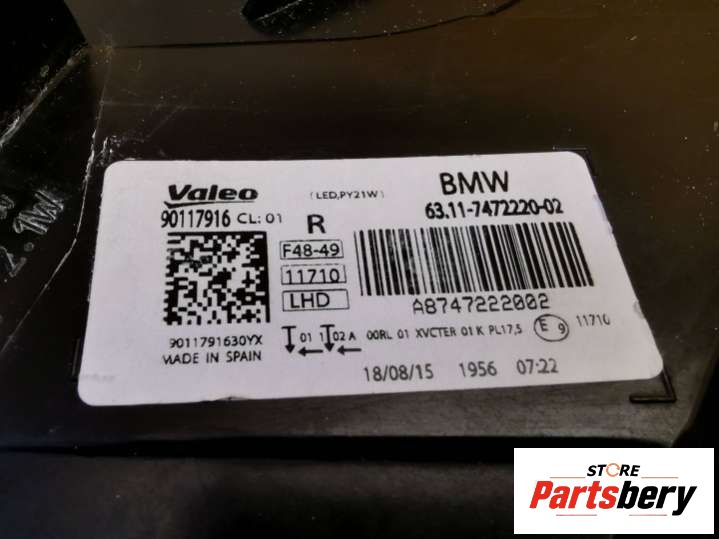 Valeo
(LED,PY21W)
BMW
90117916 CL: 01
R
63.11-7472220-02
F48-49
11710
LHD
A8747222002
9011791630YX
MADE IN SPAIN
01 1 02 A 00RL 01 XVCTER 01 K PL17,5 E 9 11710
18/08/15 1956 07:22
STORE
Partsbery